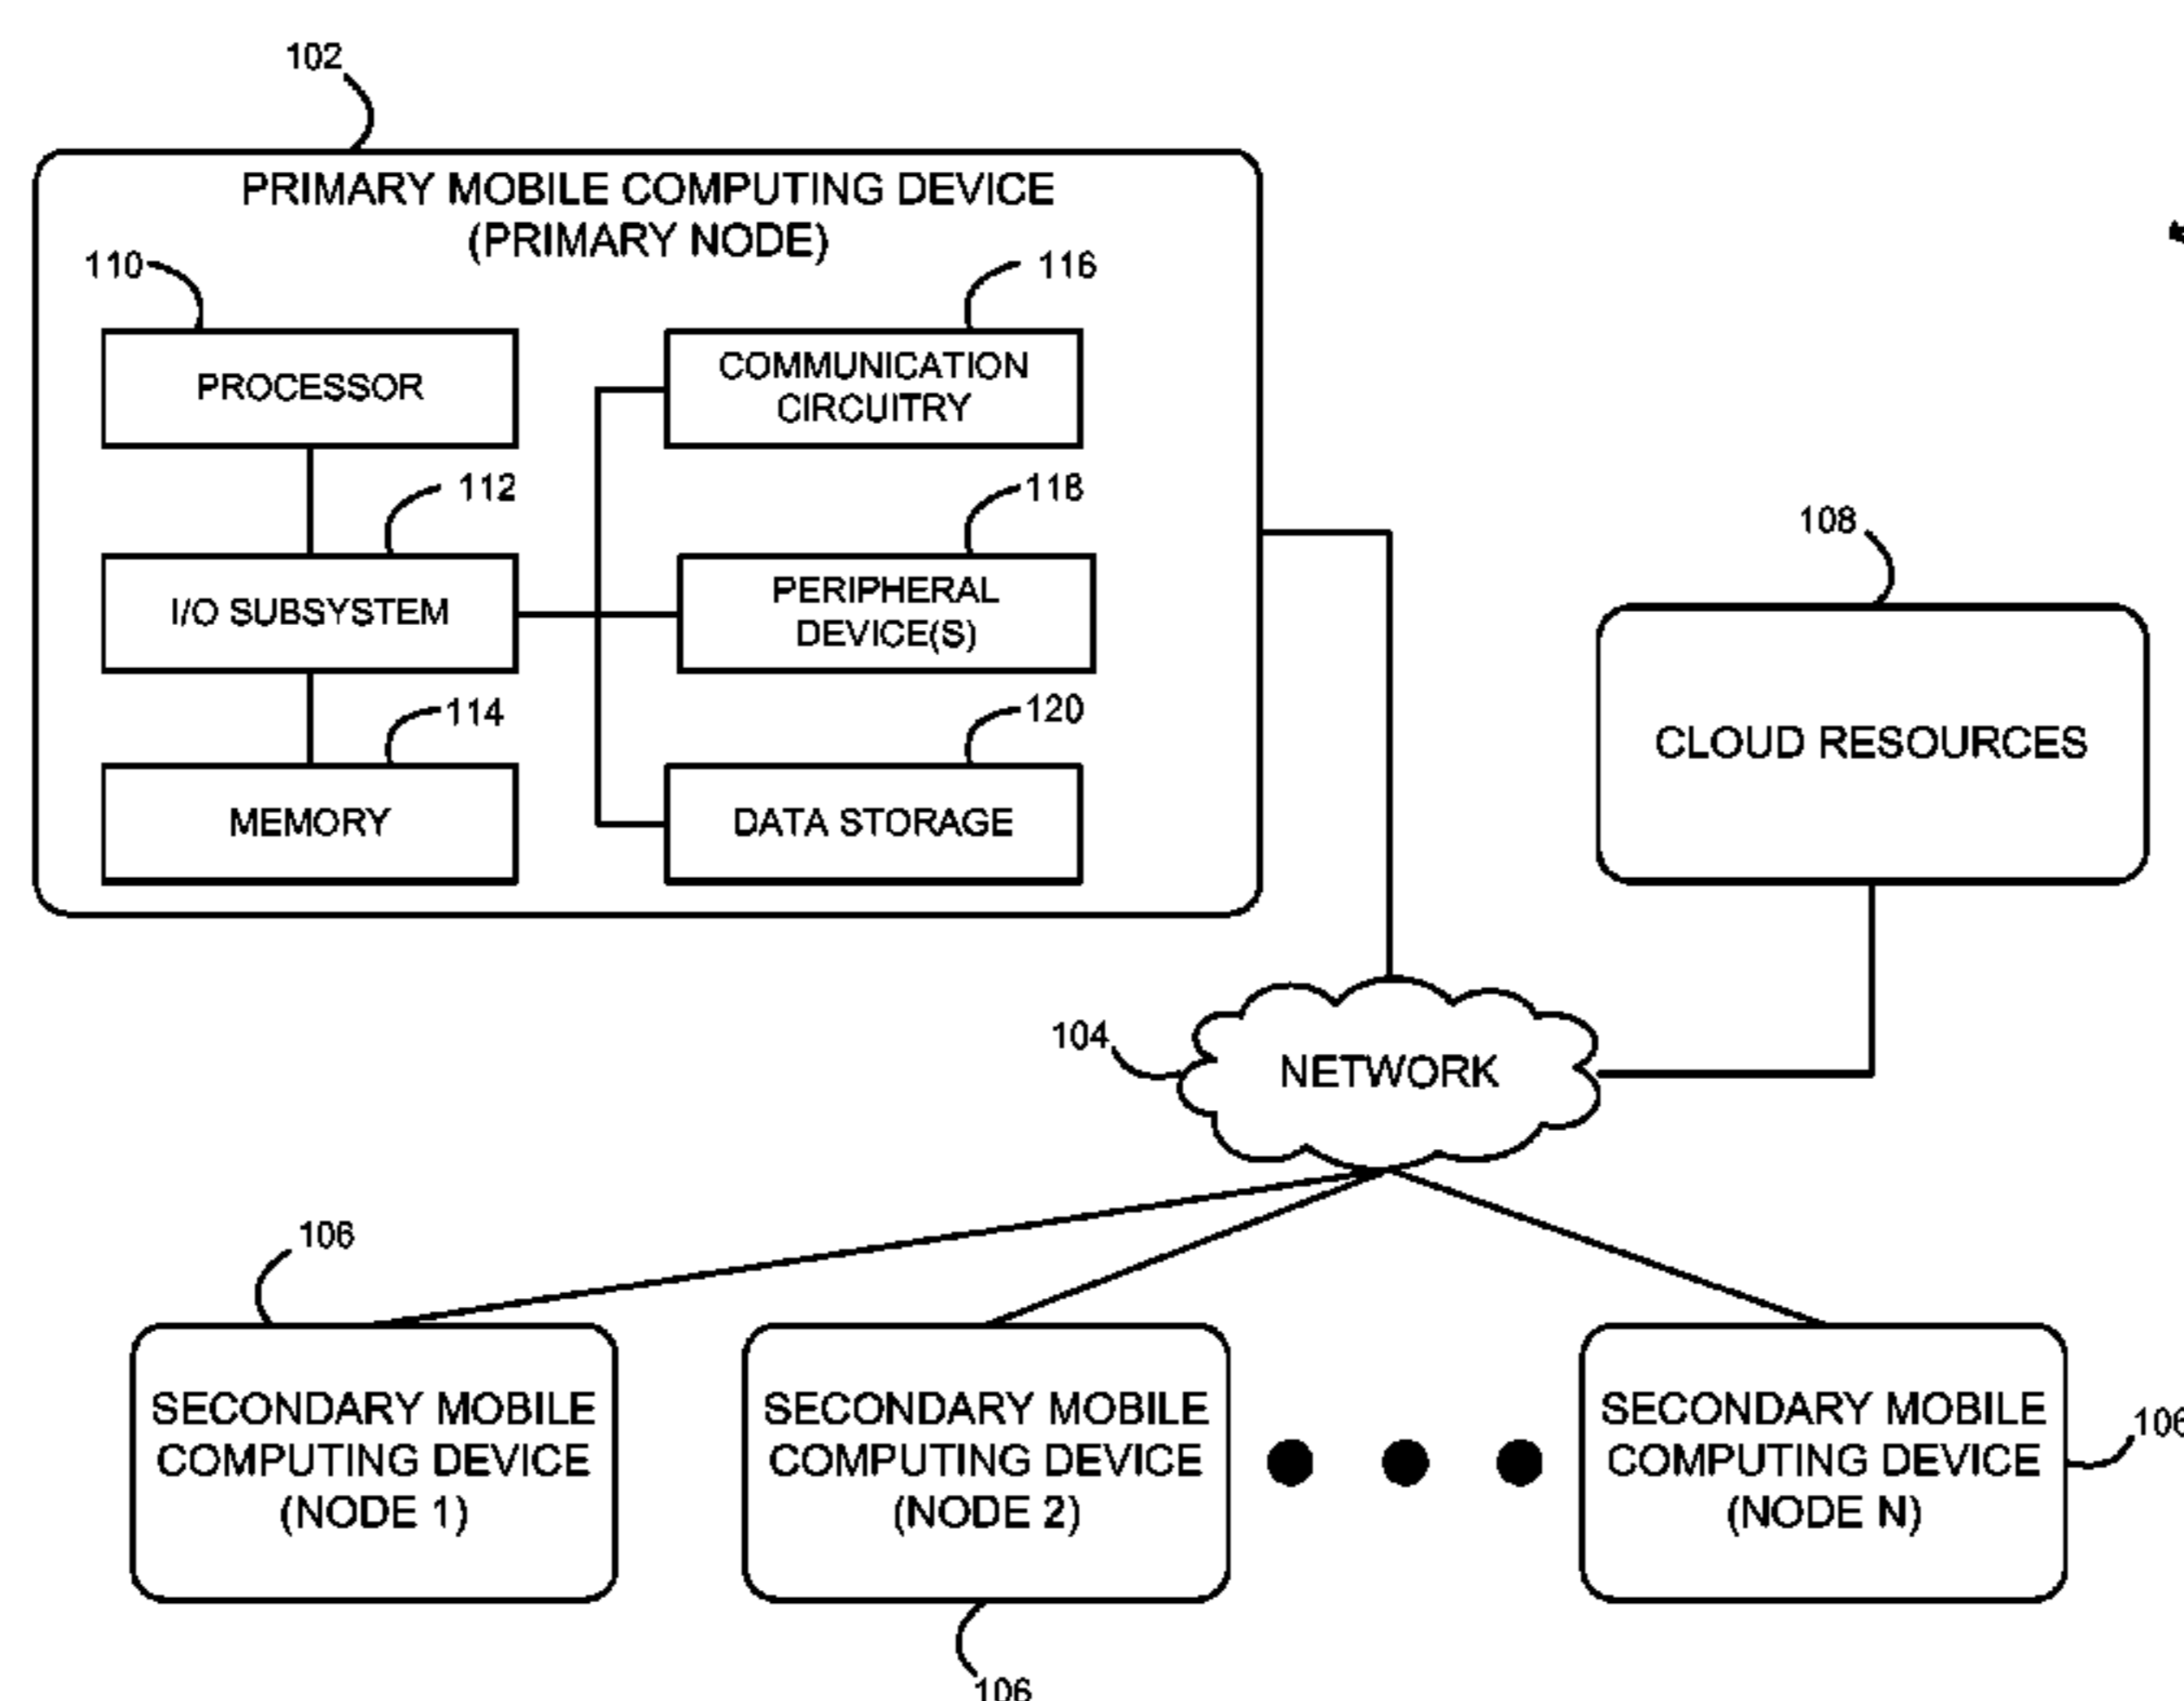 102
PRIMARY MOBILE COMPUTING DEVICE
(PRIMARY NODE)
110
116
PROCESSOR
COMMUNICATION
CIRCUITRY
112
118
I/O SUBSYSTEM
PERIPHERAL
DEVICE(S)
114
120
MEMORY
DATA STORAGE
108
CLOUD RESOURCES
104
NETWORK
106
SECONDARY MOBILE
COMPUTING DEVICE
(NODE 1)
SECONDARY MOBILE
COMPUTING DEVICE
(NODE 2)
SECONDARY MOBILE
COMPUTING DEVICE
(NODE N)
106
106